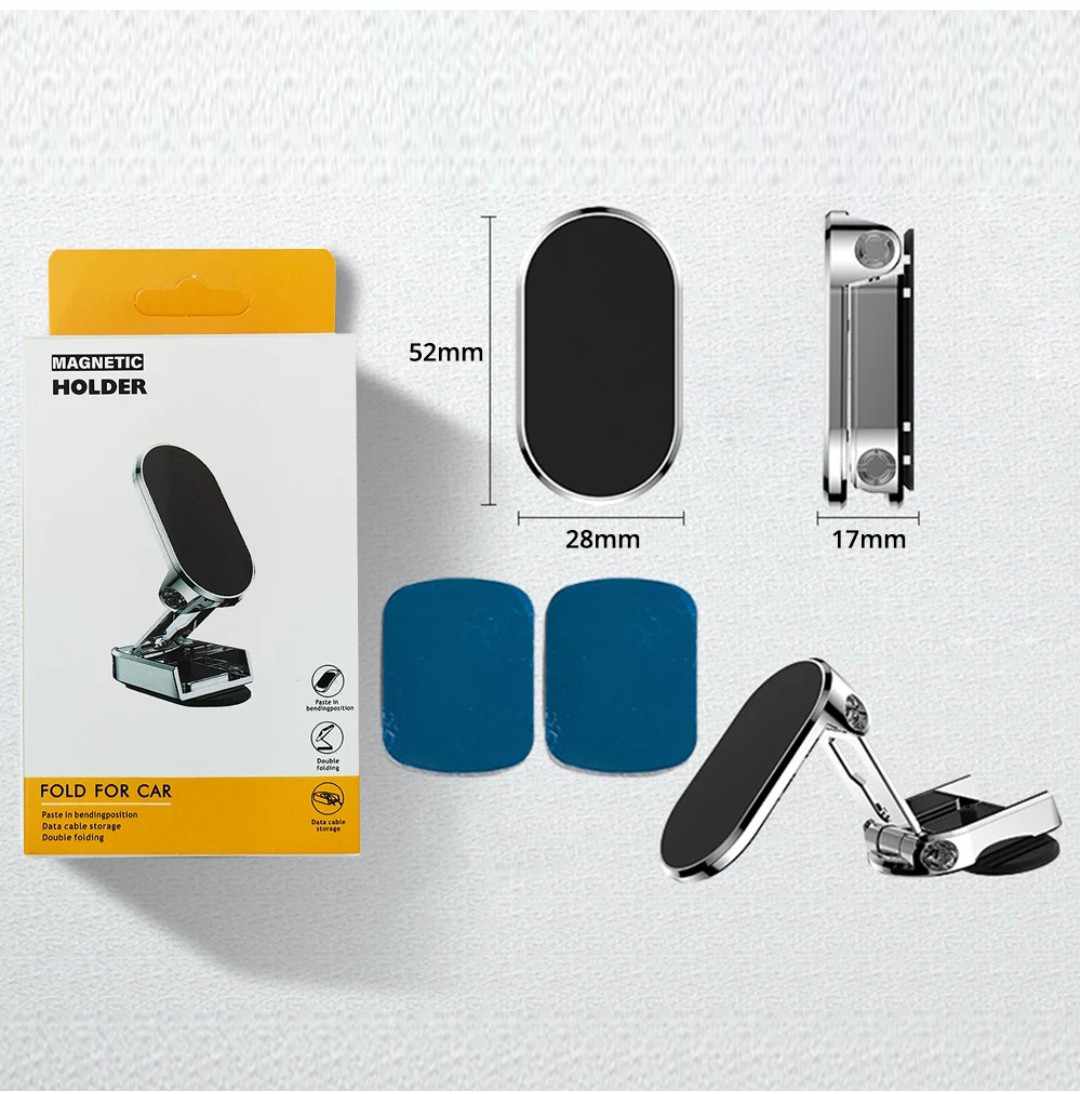 MAGNETIC
HOLDER
Paste in
bendingposition
Double
folding
FOLD FOR CAR
Paste in bendingposition
Data cable storage
Double folding
Data cable
storage
52mm
28mm
17mm